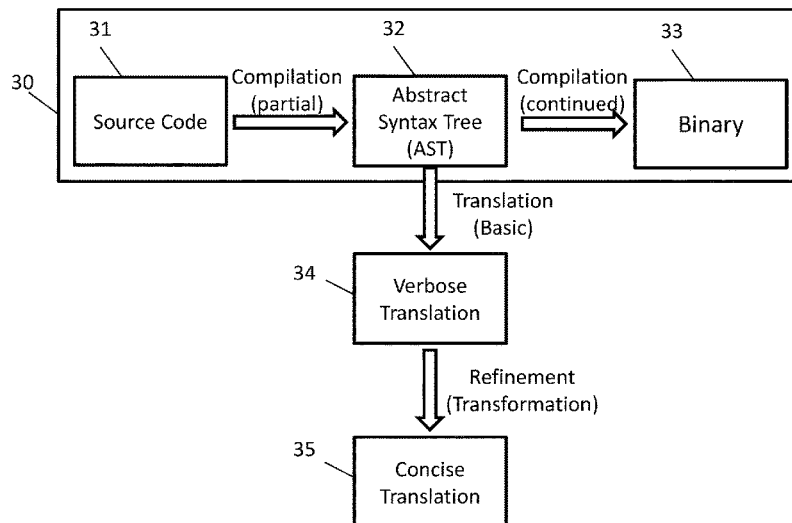 31
32
33
30
Source Code
Compilation
(partial)
Abstract
Syntax Tree
(AST)
Compilation
(continued)
Binary
Translation
(Basic)
34
Verbose
Translation
Refinement
(Transformation)
35
Concise
Translation